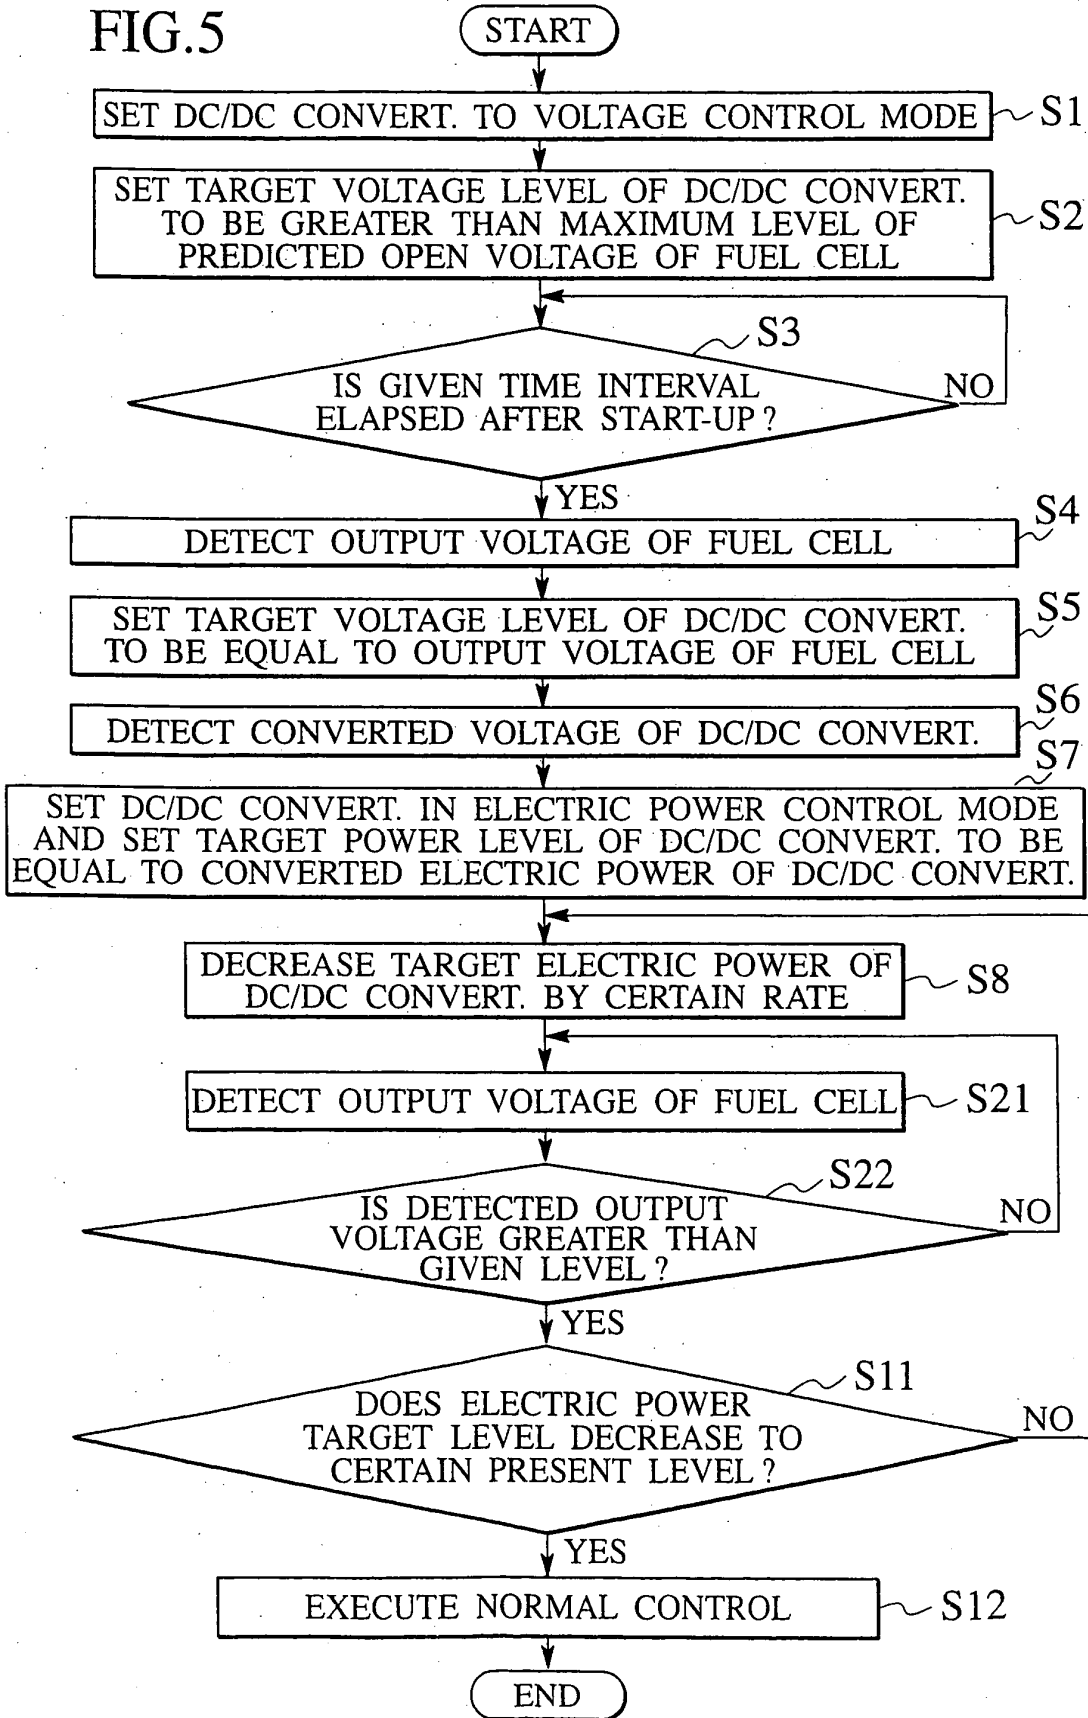 FIG.5
START
SET DC/DC CONVERT. TO VOLTAGE CONTROL MODE
S1
SET TARGET VOLTAGE LEVEL OF DC/DC CONVERT.
TO BE GREATER THAN MAXIMUM LEVEL OF
PREDICTED OPEN VOLTAGE OF FUEL CELL
S2
S3
IS GIVEN TIME INTERVAL
ELAPSED AFTER START-UP?
NO
YES
S4
DETECT OUTPUT VOLTAGE OF FUEL CELL
S5
SET TARGET VOLTAGE LEVEL OF DC/DC CONVERT.
TO BE EQUAL TO OUTPUT VOLTAGE OF FUEL CELL
S6
DETECT CONVERTED VOLTAGE OF DC/DC CONVERT.
S7
SET DC/DC CONVERT. IN ELECTRIC POWER CONTROL MODE
AND SET TARGET POWER LEVEL OF DC/DC CONVERT. TO BE
EQUAL TO CONVERTED ELECTRIC POWER OF DC/DC CONVERT.
DECREASE TARGET ELECTRIC POWER OF
DC/DC CONVERT. BY CERTAIN RATE
S8
DETECT OUTPUT VOLTAGE OF FUEL CELL
S21
S22
IS DETECTED OUTPUT
VOLTAGE GREATER THAN
GIVEN LEVEL?
NO
YES
S11
DOES ELECTRIC POWER
TARGET LEVEL DECREASE TO
CERTAIN PRESENT LEVEL?
NO
YES
EXECUTE NORMAL CONTROL
S12
END